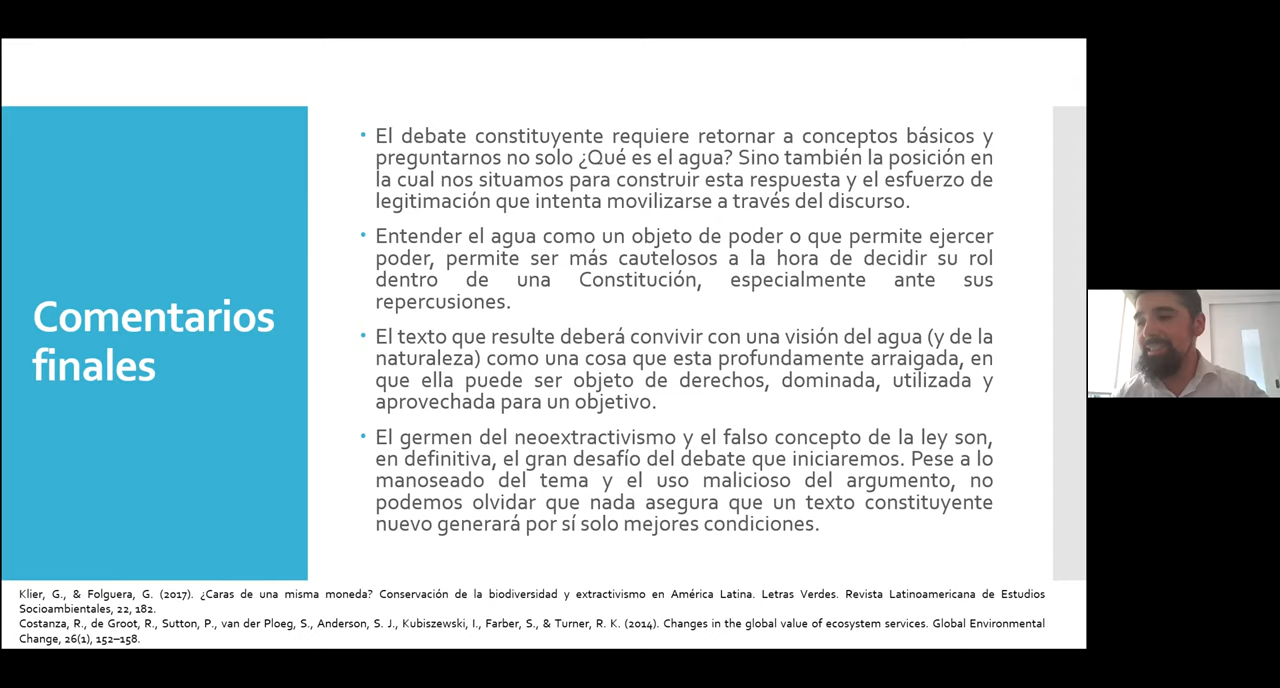 Comentarios
finales
• El debate constituyente requiere retornar a conceptos básicos y
preguntarnos no solo ¿Qué es el agua? Sino también la posición en
la cual nos situamos para construir esta respuesta y el esfuerzo de
legitimación que intenta movilizarse a través del discurso.
• Entender el agua como un objeto de poder o que permite ejercer
poder, permite ser más cautelosos a la hora de decidir su rol
dentro de una Constitución, especialmente ante sus
repercusiones.
• El texto que resulte deberá convivir con una visión del agua (y de la
naturaleza) como una cosa que esta profundamente arraigada, en
que ella puede ser objeto de derechos, dominada, utilizada y
aprovechada para un objetivo.
• El germen del neoextractivismo y el falso concepto de la ley son,
en definitiva, el gran desafío del debate que iniciaremos. Pese a lo
manoseado del tema y el uso malicioso del argumento, no
podemos olvidar que nada asegura que un texto constituyente
nuevo generará por sí solo mejores condiciones.
Klier, G., & Folguera, G. (2017). ¿Caras de una misma moneda? Conservación de la biodiversidad y extractivismo en América Latina. Letras Verdes. Revista Latinoamericana de Estudios
Socioambientales, 22, 182.
Costanza, R., de Groot, R., Sutton, P., van der Ploeg, S., Anderson, S. J., Kubiszewski, I., Farber, S., & Turner, R. K. (2014). Changes in the global value of ecosystem services. Global Environmental
Change, 26(1), 152–158.